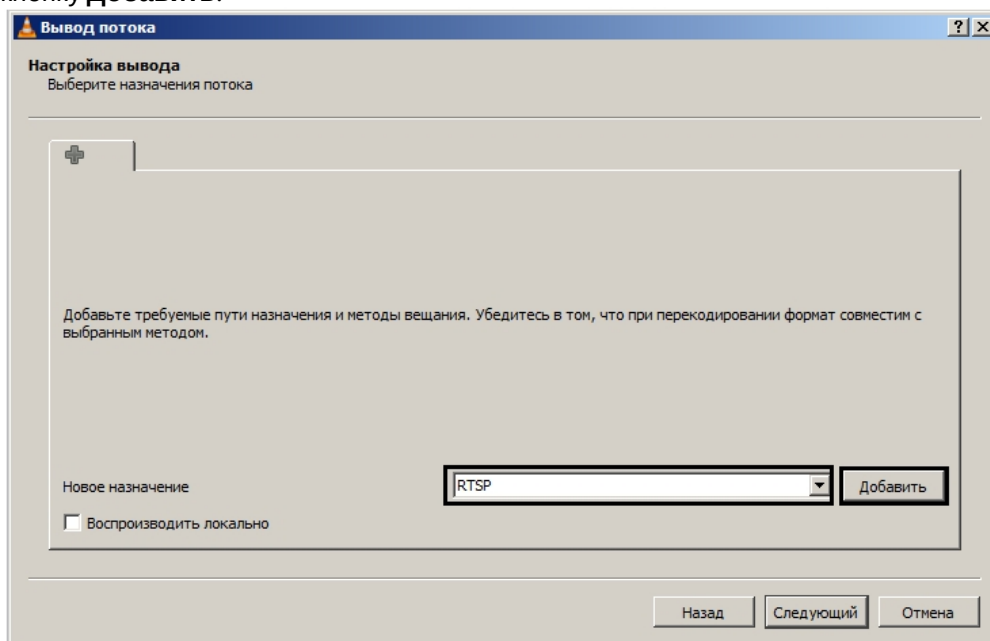 Добавить.
Вывод потока
Настройка вывода
Выберите назначения потока
Добавьте требуемые пути назначения и методы вещания. Убедитесь в том, что при перекодировании формат совместим с
выбранным методом.
Новое назначение
RTSP
Добавить
Воспроизводить локально
Назад
Следующий
Отмена